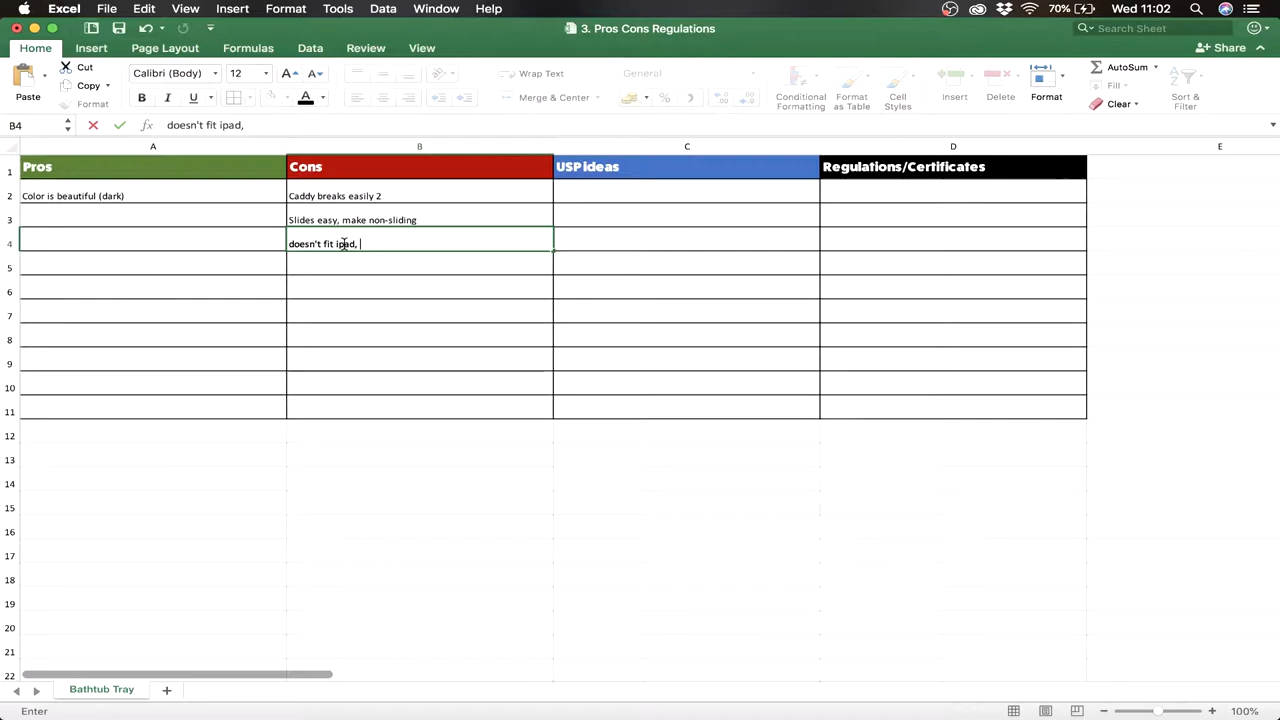 Excel File Edit View Insert Format Tools Data Window Help 70% Wed 11:02
3. Pros Cons Regulations Search Sheet
Home Insert Page Layout Formulas Data Review View Share
Paste Cut Copy Format Calibri (Body) 12 A A Wrap Text General Conditional Formatting Format as Table Cell Styles Insert Delete Format AutoSum Fill Clear Sort & Filter
B I U A Merge & Center %
B4 fx doesn't fit ipad,
A B C D E
1 Pros Cons USP ideas Regulations/Certificates
2 Color is beautiful (dark) Caddy breaks easily 2
3 Slides easy, make non-sliding
4 doesn't fit ipad,
5
6
7
8
9
10
11
12
13
14
15
16
17
18
19
20
21
22
Bathtub Tray +
Enter 100%